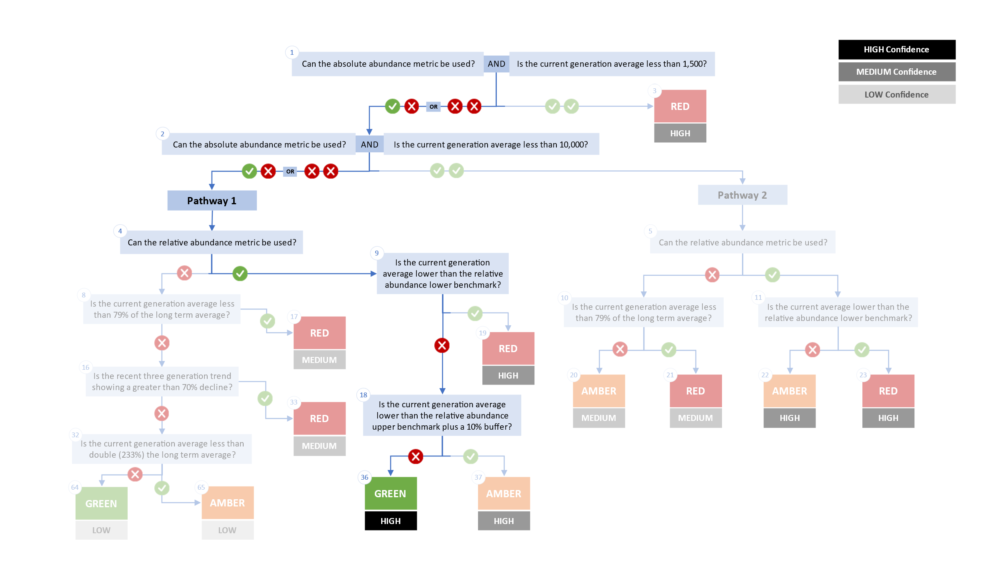 HIGH Confidence
MEDIUM Confidence
LOW Confidence
1
Can the absolute abundance metric be used? AND Is the current generation average less than 1,500?
OR
3
RED
HIGH
2
Can the absolute abundance metric be used? AND Is the current generation average less than 10,000?
OR
Pathway 1
Pathway 2
4
Can the relative abundance metric be used?
5
Can the relative abundance metric be used?
9
Is the current generation
average lower than the relative
abundance lower benchmark?
8
Is the current generation average less
than 79% of the long term average?
17
RED
MEDIUM
19
RED
HIGH
10
Is the current generation average less
than 79% of the long term average?
11
Is the current average lower than the
relative abundance lower benchmark?
16
Is the recent three generation trend
showing a greater than 70% decline?
33
RED
MEDIUM
18
Is the current generation average
lower than the relative abundance
upper benchmark plus a 10% buffer?
20
AMBER
MEDIUM
21
RED
MEDIUM
22
AMBER
HIGH
23
RED
HIGH
32
Is the current generation average less than
double (233%) the long term average?
64
GREEN
LOW
65
AMBER
LOW
36
GREEN
HIGH
37
AMBER
HIGH